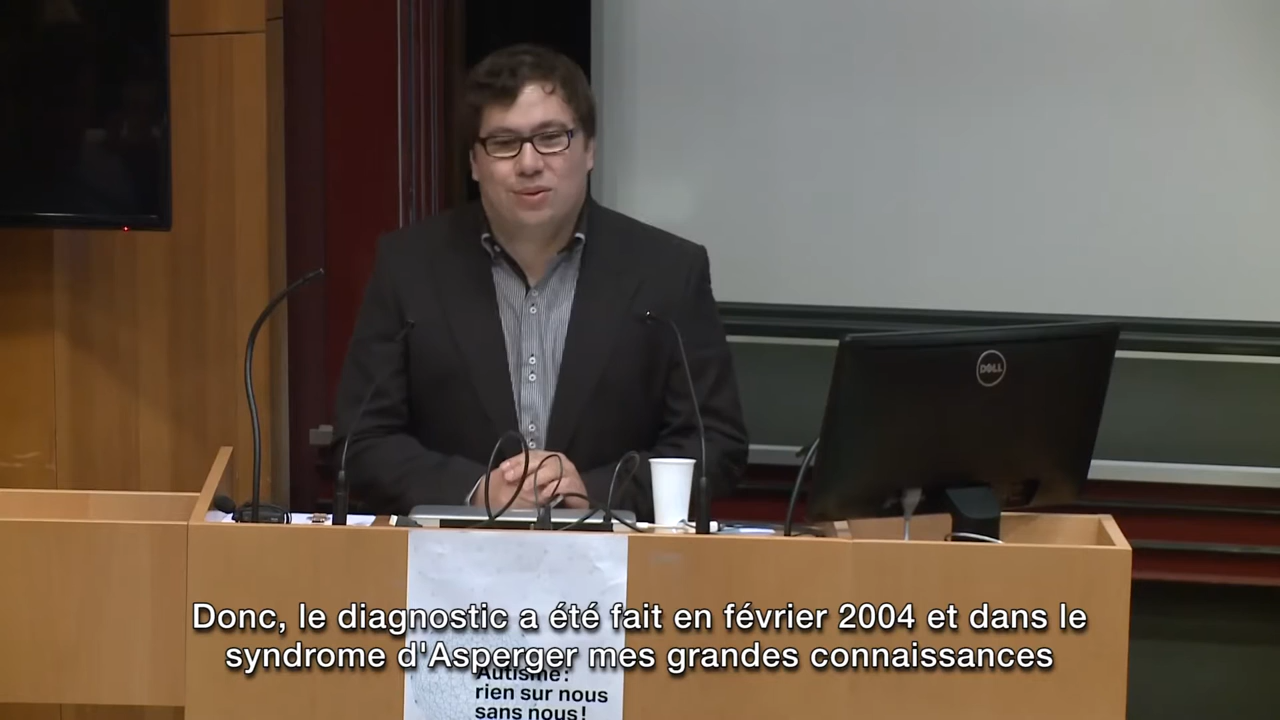 DELL
Donc, le diagnostic a été fait en février 2004 et dans le
syndrome d'Asperger mes grandes connaissances
Autisme :
rien sur nous
sans nous !